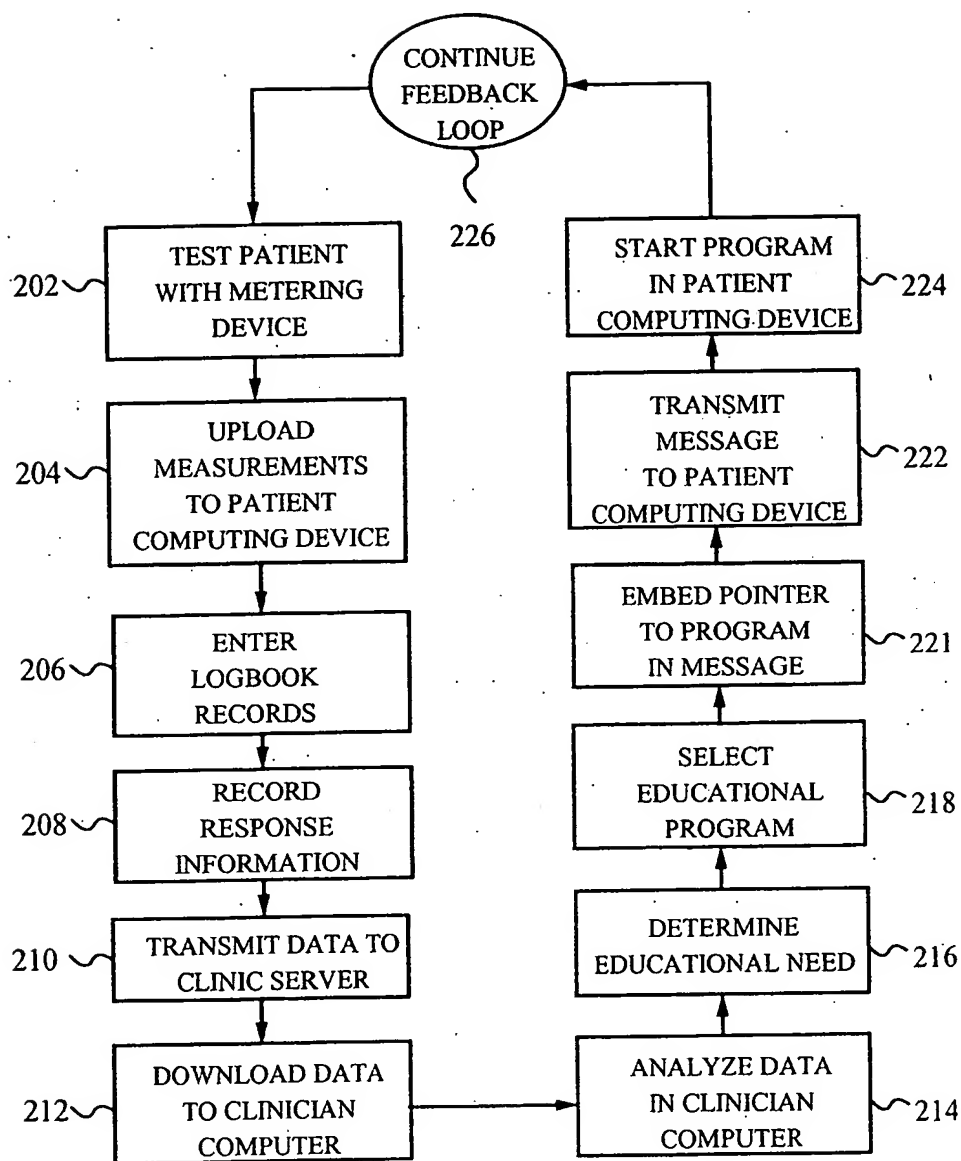 CONTINUE
FEEDBACK
LOOP
226
202
TEST PATIENT
WITH METERING
DEVICE
204
UPLOAD
MEASUREMENTS
TO PATIENT
COMPUTING DEVICE
206
ENTER
LOGBOOK
RECORDS
208
RECORD
RESPONSE
INFORMATION
210
TRANSMIT DATA TO
CLINIC SERVER
212
DOWNLOAD DATA
TO CLINICIAN
COMPUTER
ANALYZE DATA
IN CLINICIAN
COMPUTER
214
DETERMINE
EDUCATIONAL NEED
216
SELECT
EDUCATIONAL
PROGRAM
218
EMBED POINTER
TO PROGRAM
IN MESSAGE
221
TRANSMIT
MESSAGE
TO PATIENT
COMPUTING DEVICE
222
START PROGRAM
IN PATIENT
COMPUTING DEVICE
224